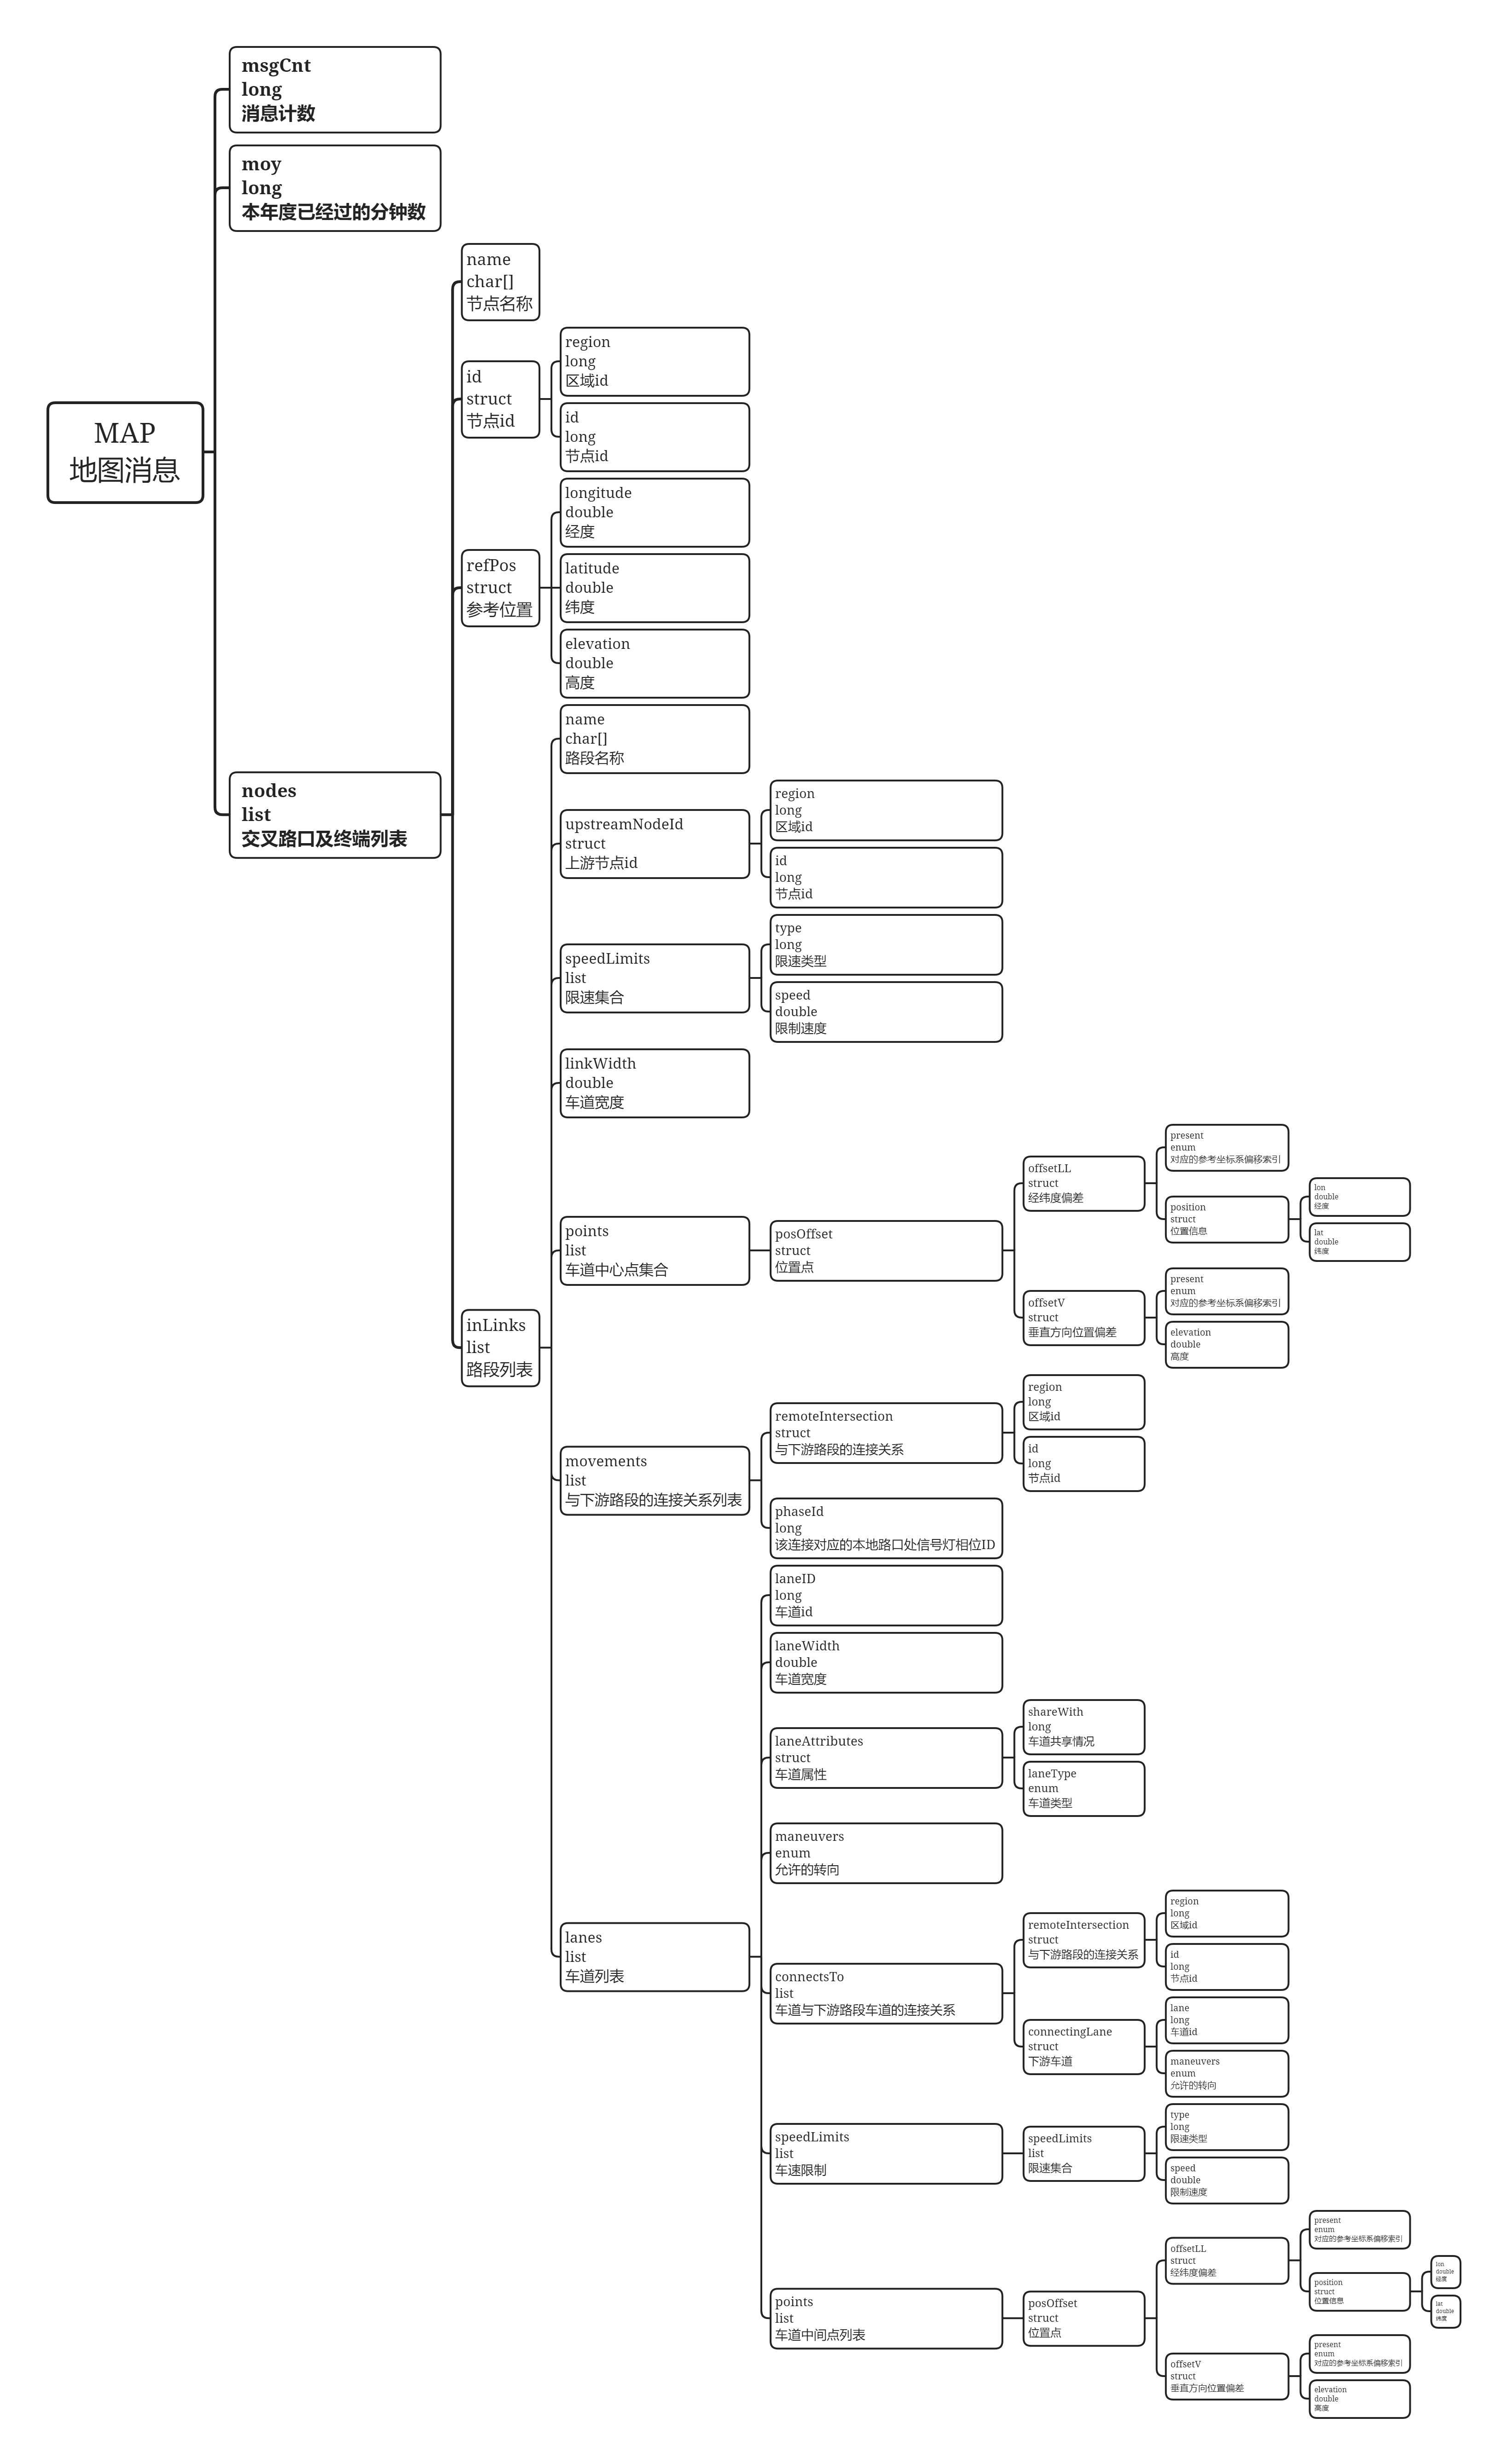 MAP
地图消息
msgCnt
long
消息计数
moy
long
本年度已经过的分钟数
nodes
list
交叉路口及终端列表
name
char[]
节点名称
id
struct
节点id
region
long
区域id
id
long
节点id
refPos
struct
参考位置
longitude
double
经度
latitude
double
纬度
elevation
double
高度
inLinks
list
路段列表
name
char[]
路段名称
upstreamNodeId
struct
上游节点id
region
long
区域id
id
long
节点id
speedLimits
list
限速集合
type
long
限速类型
speed
double
限制速度
linkWidth
double
车道宽度
points
list
车道中心点集合
posOffset
struct
位置点
offsetLL
struct
经纬度偏差
present
enum
对应的参考坐标系偏移索引
position
struct
位置信息
lon
double
经度
lat
double
纬度
offsetV
struct
垂直方向位置偏差
present
enum
对应的参考坐标系偏移索引
elevation
double
高度
movements
list
与下游路段的连接关系列表
remoteIntersection
struct
与下游路段的连接关系
region
long
区域id
id
long
节点id
phaseId
long
该连接对应的本地路口处信号灯相位ID
lanes
list
车道列表
laneID
long
车道id
laneWidth
double
车道宽度
laneAttributes
struct
车道属性
shareWith
long
车道共享情况
laneType
enum
车道类型
maneuvers
enum
允许的转向
connectsTo
list
车道与下游路段车道的连接关系
remoteIntersection
struct
与下游路段的连接关系
region
long
区域id
id
long
节点id
connectingLane
struct
下游车道
lane
long
车道id
maneuvers
enum
允许的转向
speedLimits
list
车速限制
speedLimits
list
限速集合
type
long
限速类型
speed
double
限制速度
points
list
车道中间点列表
posOffset
struct
位置点
offsetLL
struct
经纬度偏差
present
enum
对应的参考坐标系偏移索引
position
struct
位置信息
lon
double
经度
lat
double
纬度
offsetV
struct
垂直方向位置偏差
present
enum
对应的参考坐标系偏移索引
elevation
double
高度